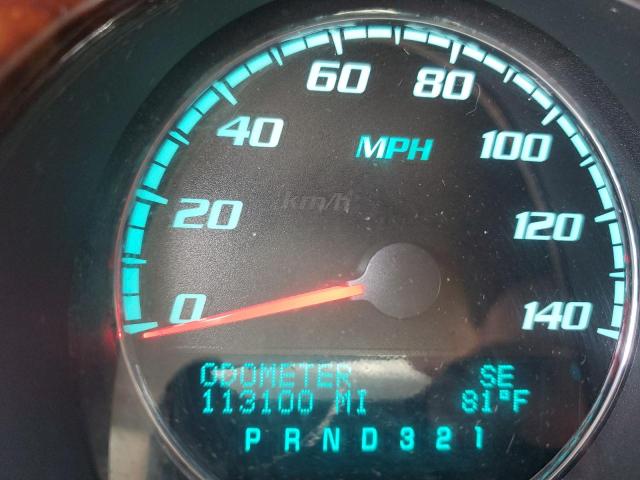 60 80
40 MPH 100
km/h
20 120
0 140
ODOMETER SE
113100 MI 81°F
P R N D 3 2 1